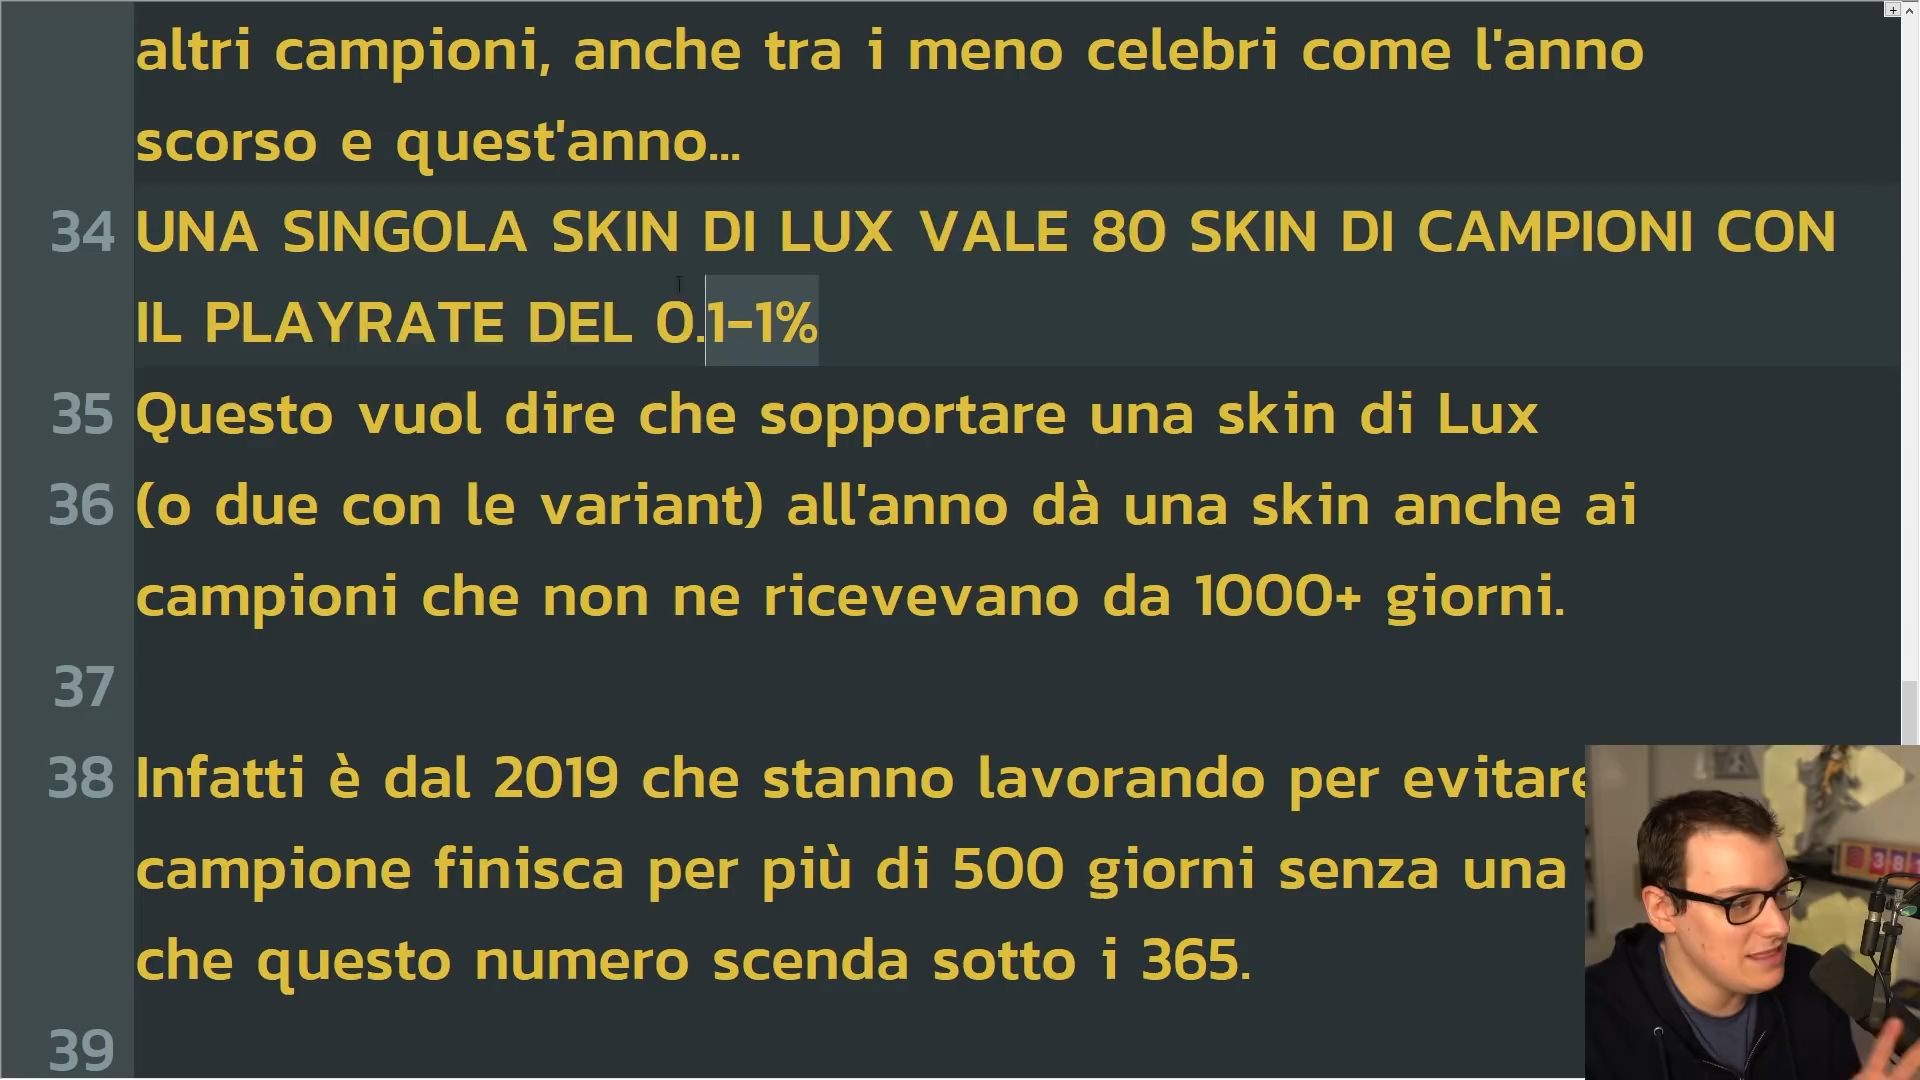 altri campioni, anche tra i meno celebri come l'anno
scorso e quest'anno...
34 UNA SINGOLA SKIN DI LUX VALE 80 SKIN DI CAMPIONI CON
IL PLAYRATE DEL 0.1-1%
35 Questo vuol dire che sopportare una skin di Lux
36 (o due con le variant) all'anno dà una skin anche ai
campioni che non ne ricevevano da 1000+ giorni.
37
38 Infatti è dal 2019 che stanno lavorando per evitare
campione finisca per più di 500 giorni senza una
che questo numero scenda sotto i 365.
39